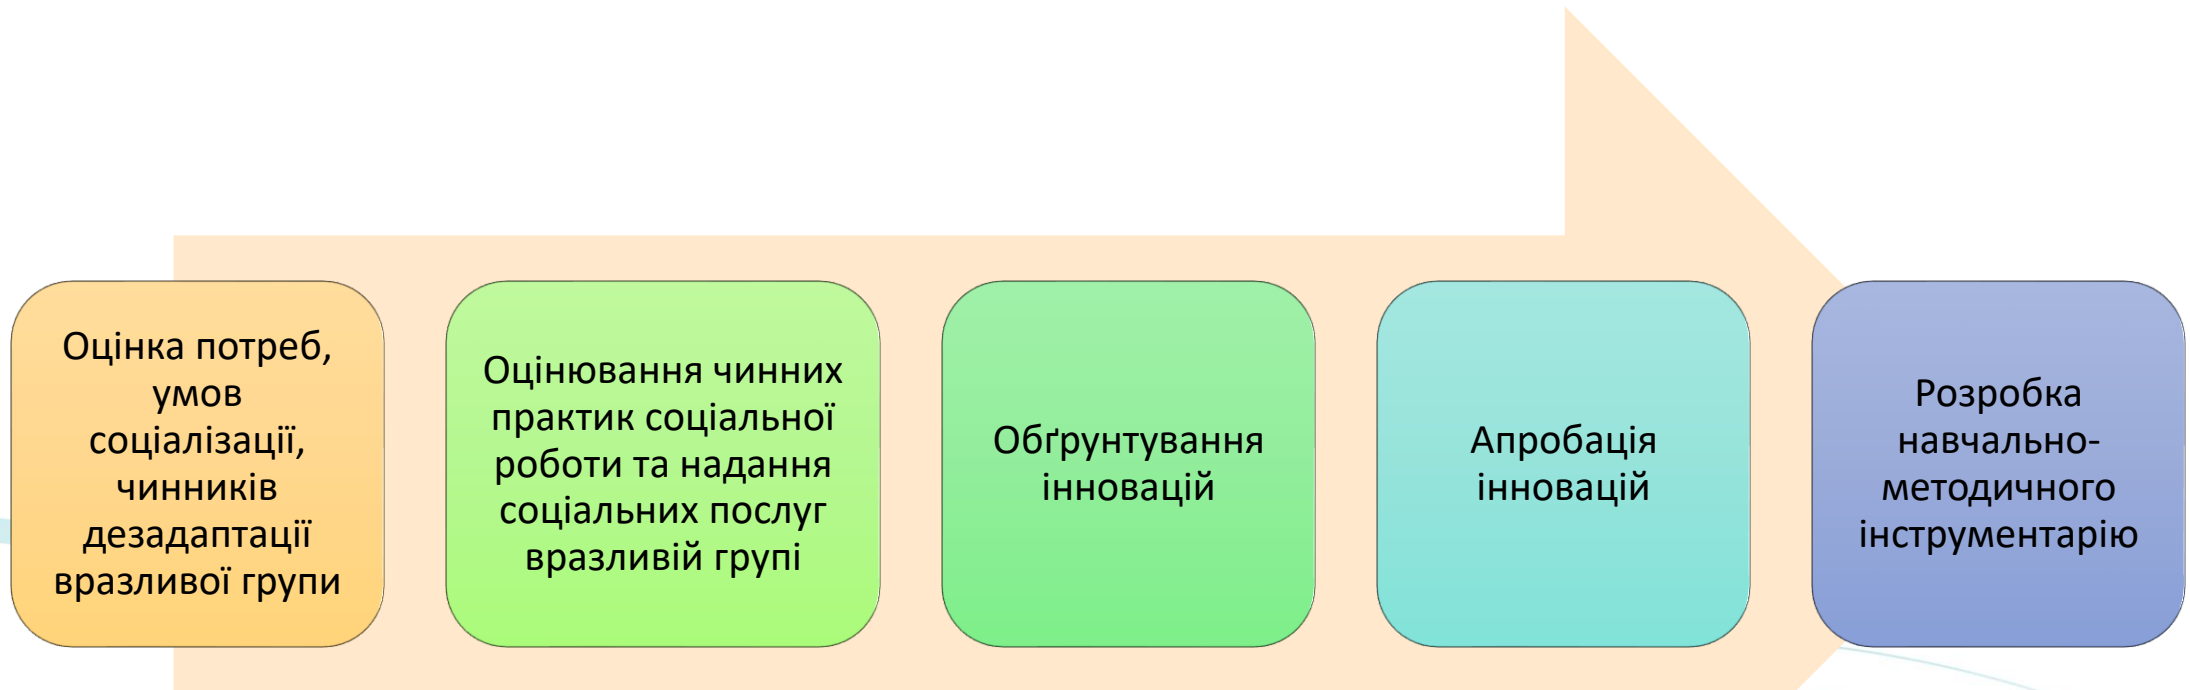 Оцінка потреб,
умов
соціалізації,
чинників
дезадаптації
вразливої групи
Оцінювання чинних
практик соціальної
роботи та надання
соціальних послуг
вразливій групі
Обґрунтування
інновацій
Апробація
інновацій
Розробка
навчально-
методичного
інструментарію